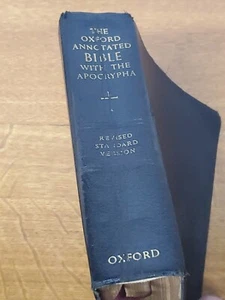 THE
OXFORD
ANNOTATED
BIBLE
WITH THE
APOCRYPHA
REVISED
STANDARD
VERSION
OXFORD